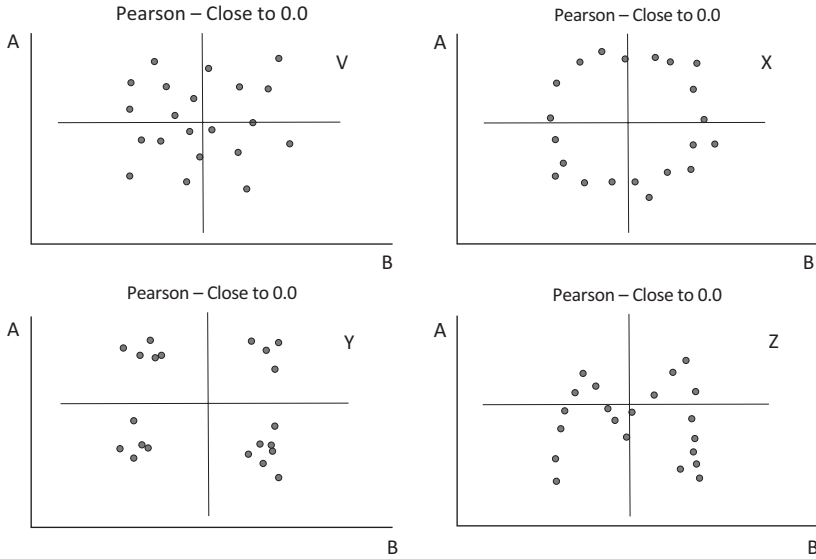 Pearson – Close to 0.0
A
V
B
Pearson – Close to 0.0
A
X
B
Pearson – Close to 0.0
A
Y
B
Pearson – Close to 0.0
A
Z
B